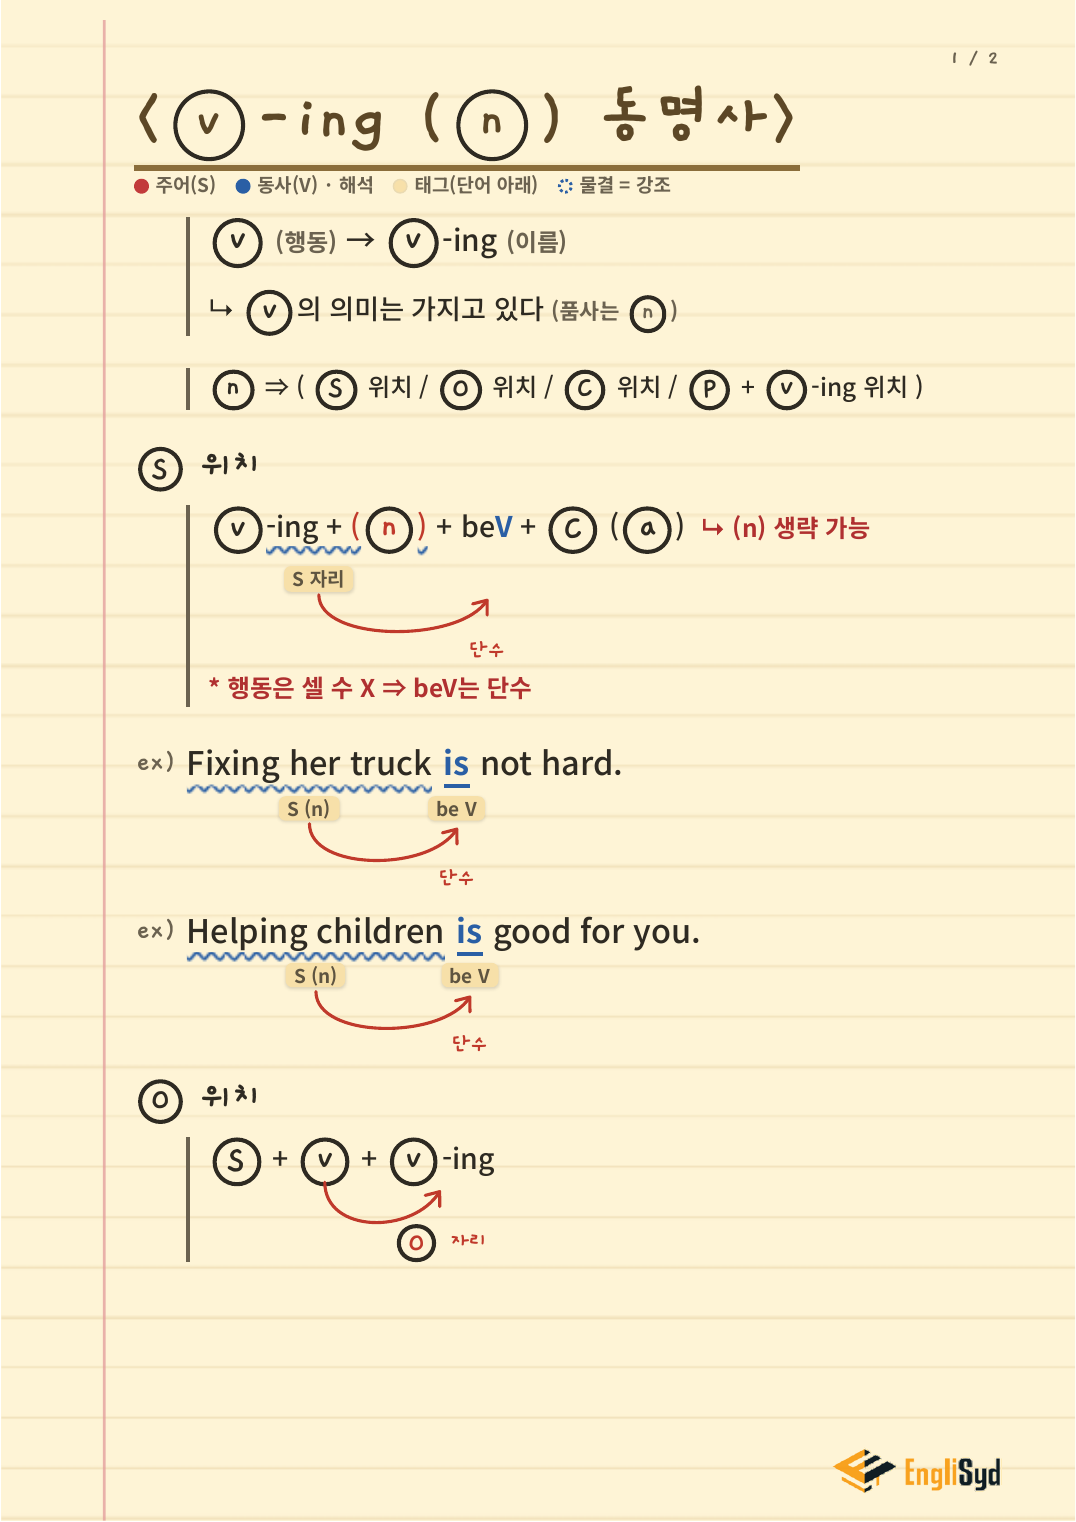 1 / 2
< v -ing ( n ) 동명사>
주어(S) 동사(V) · 해석 태그(단어 아래) 물결 = 강조
v (행동) → v -ing (이름)
↳ v 의 의미는 가지고 있다 (품사는 n )
n ⇒ ( S 위치 / O 위치 / C 위치 / P + v -ing 위치 )
S 위치
v -ing + ( n ) + beV + C ( a ) ↳ (n) 생략 가능
S 자리
단수
* 행동은 셀 수 X ⇒ beV는 단수
ex) Fixing her truck is not hard.
S (n) be V
단수
ex) Helping children is good for you.
S (n) be V
단수
O 위치
S + v + v -ing
O 자리
EngliSyd